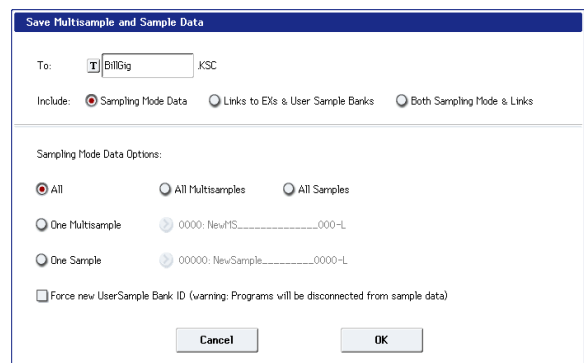 Save Multisample and Sample Data
To: T BillGig .KSC
Include: Sampling Mode Data Links to EXs & User Sample Banks Both Sampling Mode & Links
Sampling Mode Data Options:
All All Multisamples All Samples
One Multisample 0000: NewMS______________000-L
One Sample 00000: NewSample_________0000-L
Force new UserSample Bank ID (warning: Programs will be disconnected from sample data)
Cancel OK